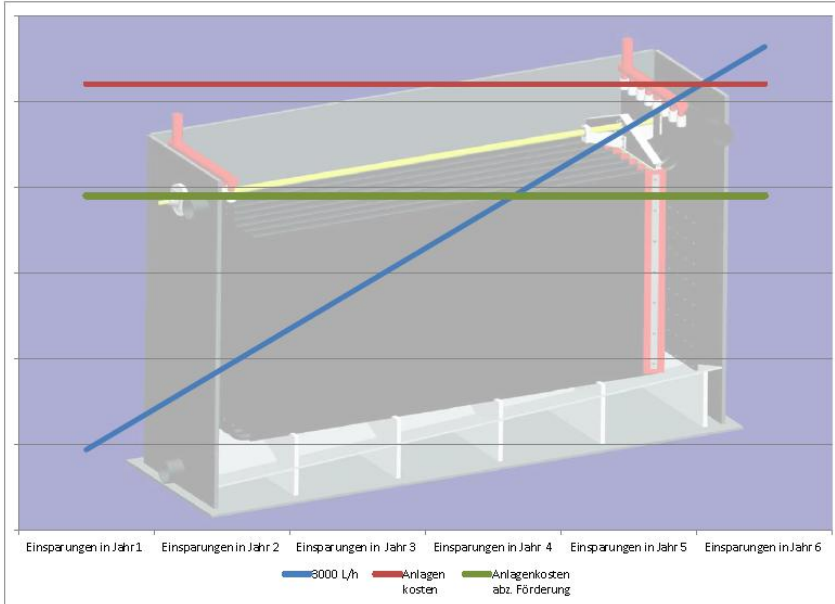 Einsparungen in Jahr 1 Einsparungen in Jahr 2 Einsparungen in Jahr 3 Einsparungen in Jahr 4 Einsparungen in Jahr 5 Einsparungen in Jahr 6
3000 L/h
Anlagen
kosten
Anlagenkosten
abz. Förderung